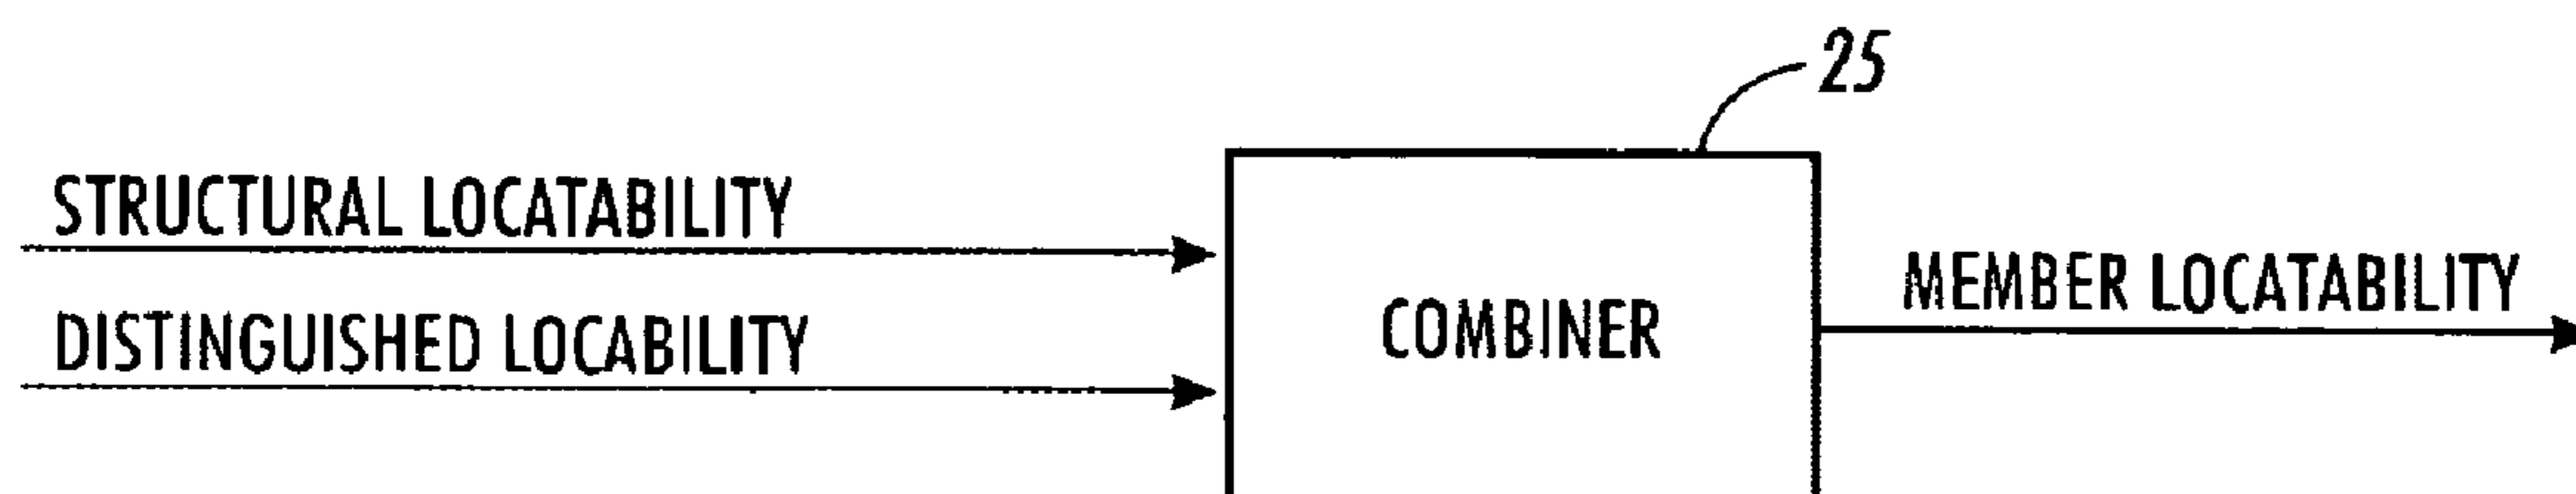 25
STRUCTURAL LOCATABILITY
DISTINGUISHED LOCABILITY
COMBINER
MEMBER LOCATABILITY